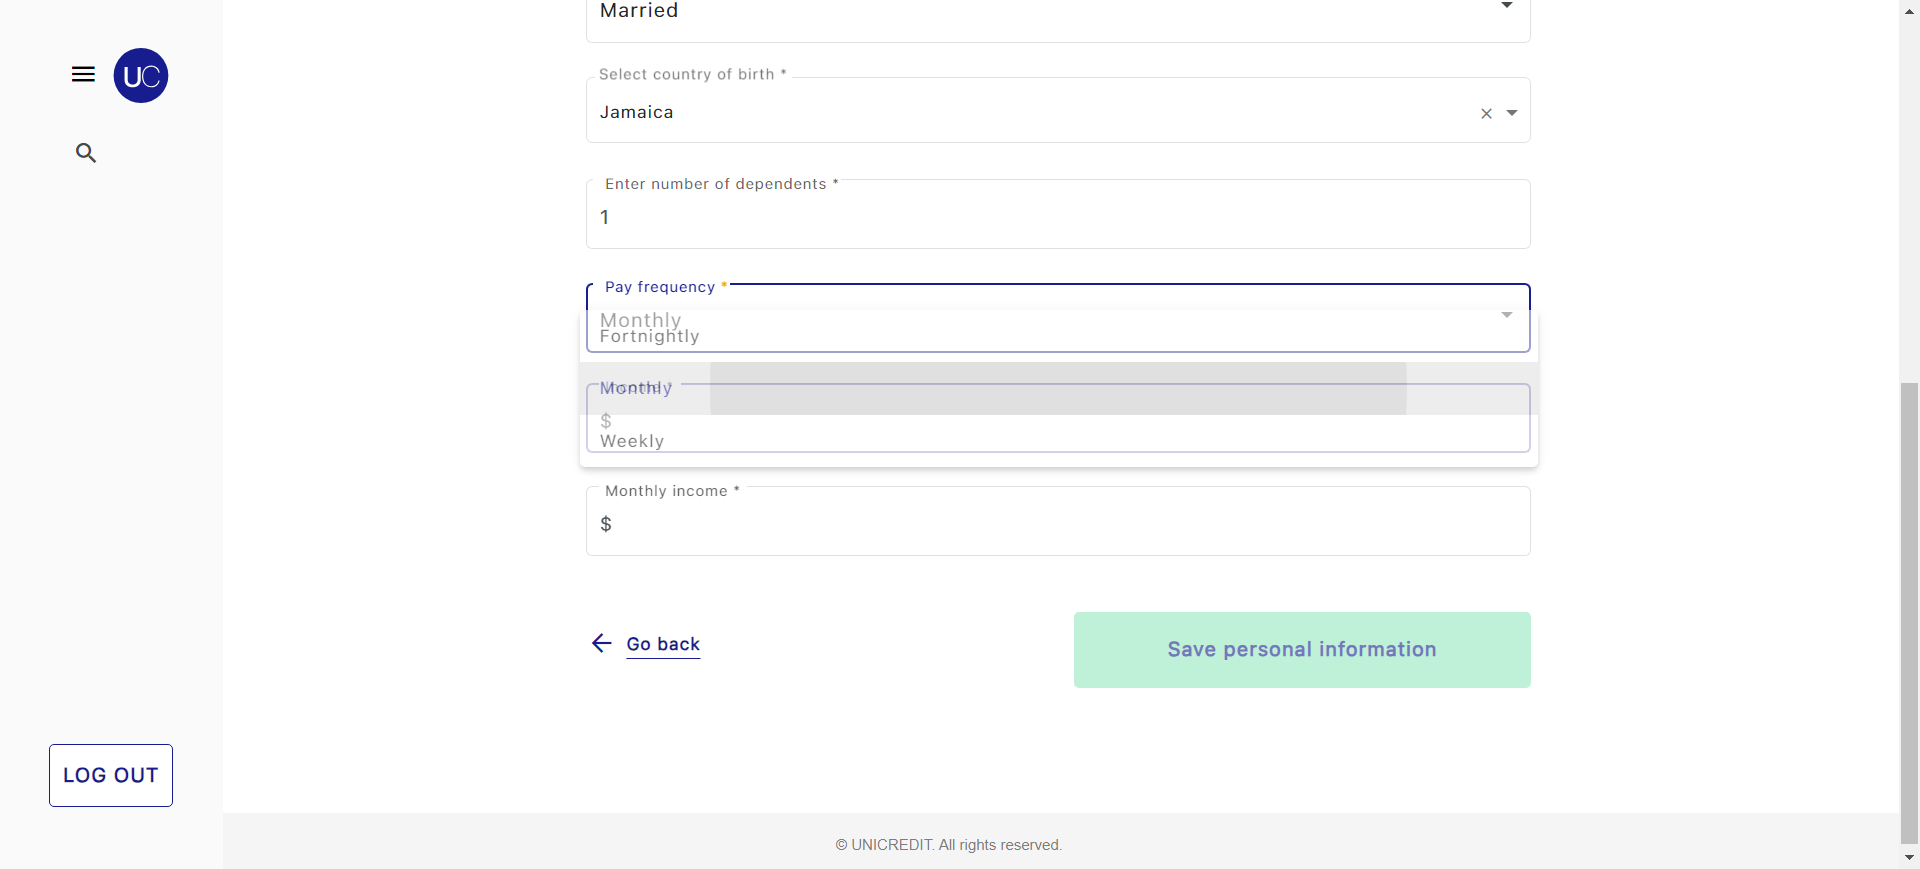 Married
UC
Select country of birth *
Jamaica
Enter number of dependents *
1
Pay frequency *
Monthly
Fortnightly
Income *
Monthly
$
Weekly
Monthly income *
$
Go back
Save personal information
LOG OUT
© UNICREDIT. All rights reserved.